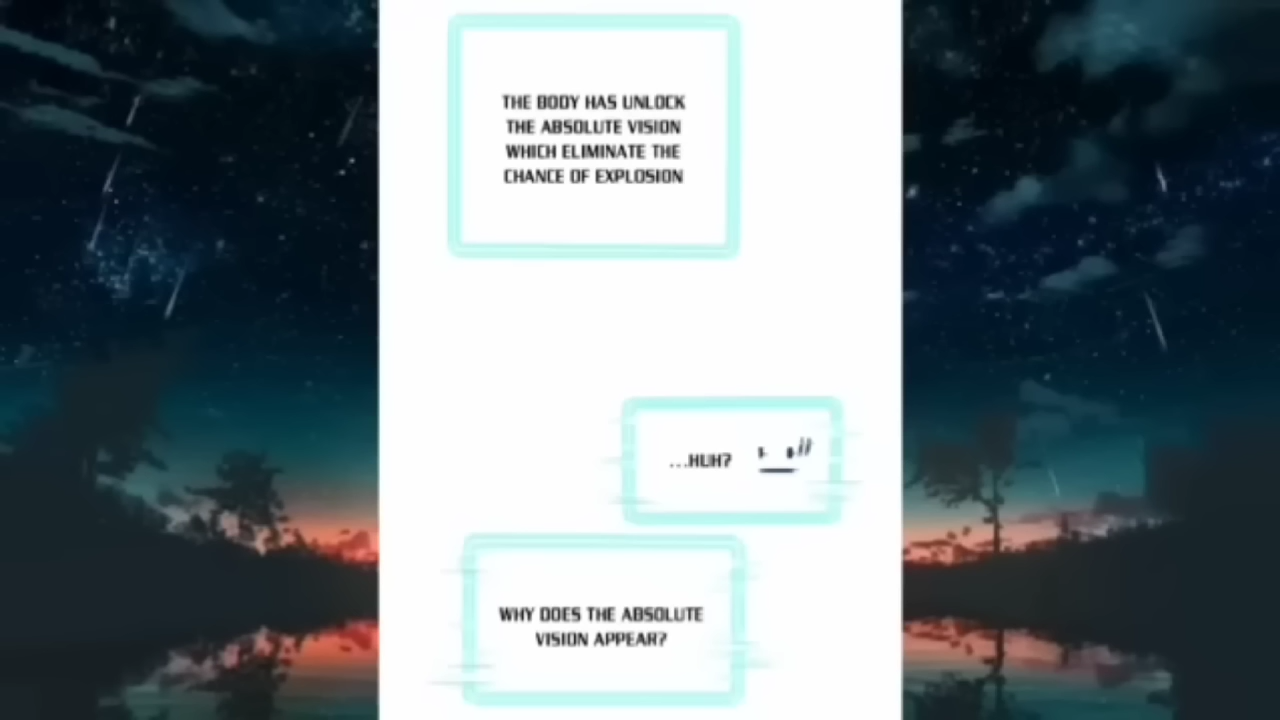 THE BODY HAS UNLOCK
THE ABSOLUTE VISION
WHICH ELIMINATE THE
CHANCE OF EXPLOSION
...HUH?
WHY DOES THE ABSOLUTE
VISION APPEAR?